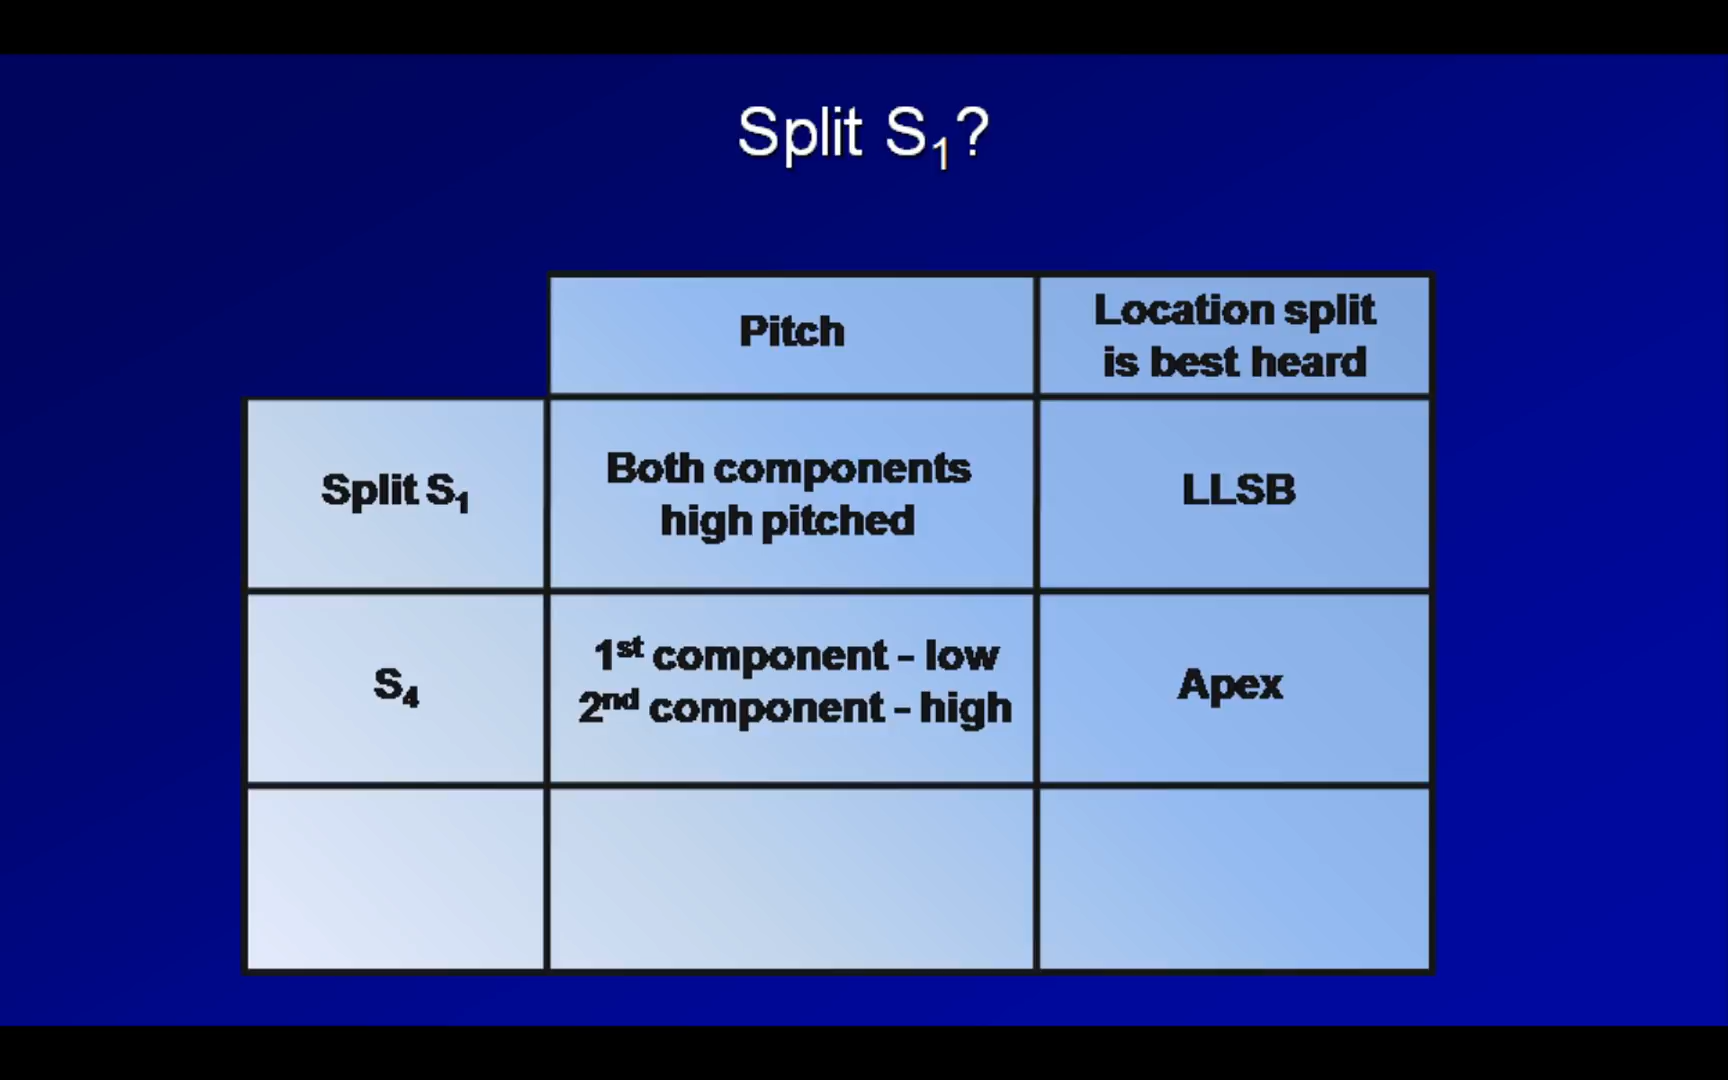 Split S₁?
Pitch
Location split
is best heard
Split S₁
Both components
high pitched
LLSB
S₄
1st component - low
2nd component - high
Apex